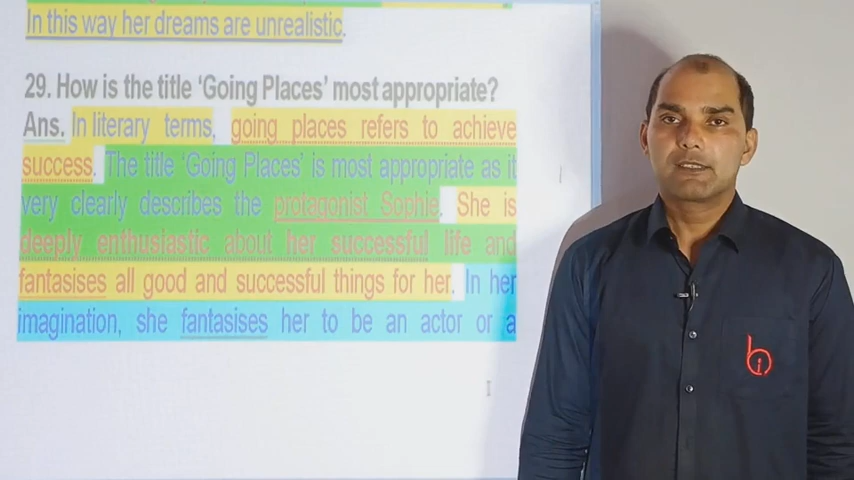 In this way her dreams are unrealistic.
29. How is the title ‘Going Places’ most appropriate?
Ans. In literary terms, going places refers to achieve
success. The title ‘Going Places’ is most appropriate as it
very clearly describes the protagonist Sophie. She is
deeply enthusiastic about her successful life and
fantasises all good and successful things for her. In her
imagination, she fantasises her to be an actor or a
bi